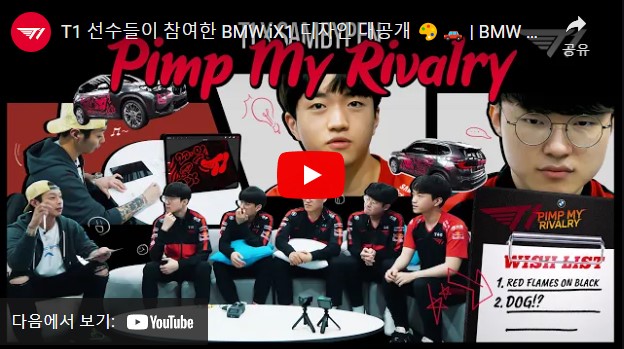 T1 선수들이 참여한 BMW iX1 디자인 대공개 🎨 🚗 | BMW ...
공유
T1 X SAMBYPEN
Pimp My Rivalry
T1 PIMP MY
RIVALRY
WISH LIST
1. RED FLAMES ON BLACK
2. DOG!?
다음에서 보기: YouTube